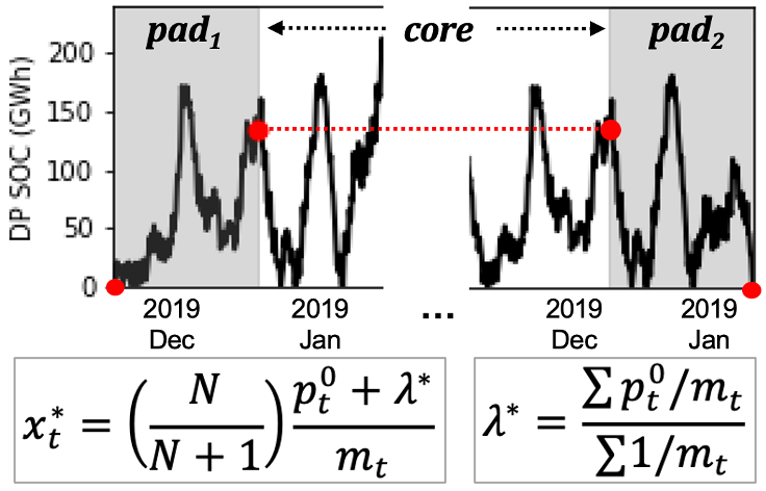 pad₁ core pad₂
DP SOC (GWh)
200
150
100
50
0
2019 2019 ... 2019 2019
Dec Jan Dec Jan
x*ₜ = (N / (N + 1)) (p⁰ₜ + λ*) / mₜ
λ* = (∑ p⁰ₜ/mₜ) / (∑ 1/mₜ)